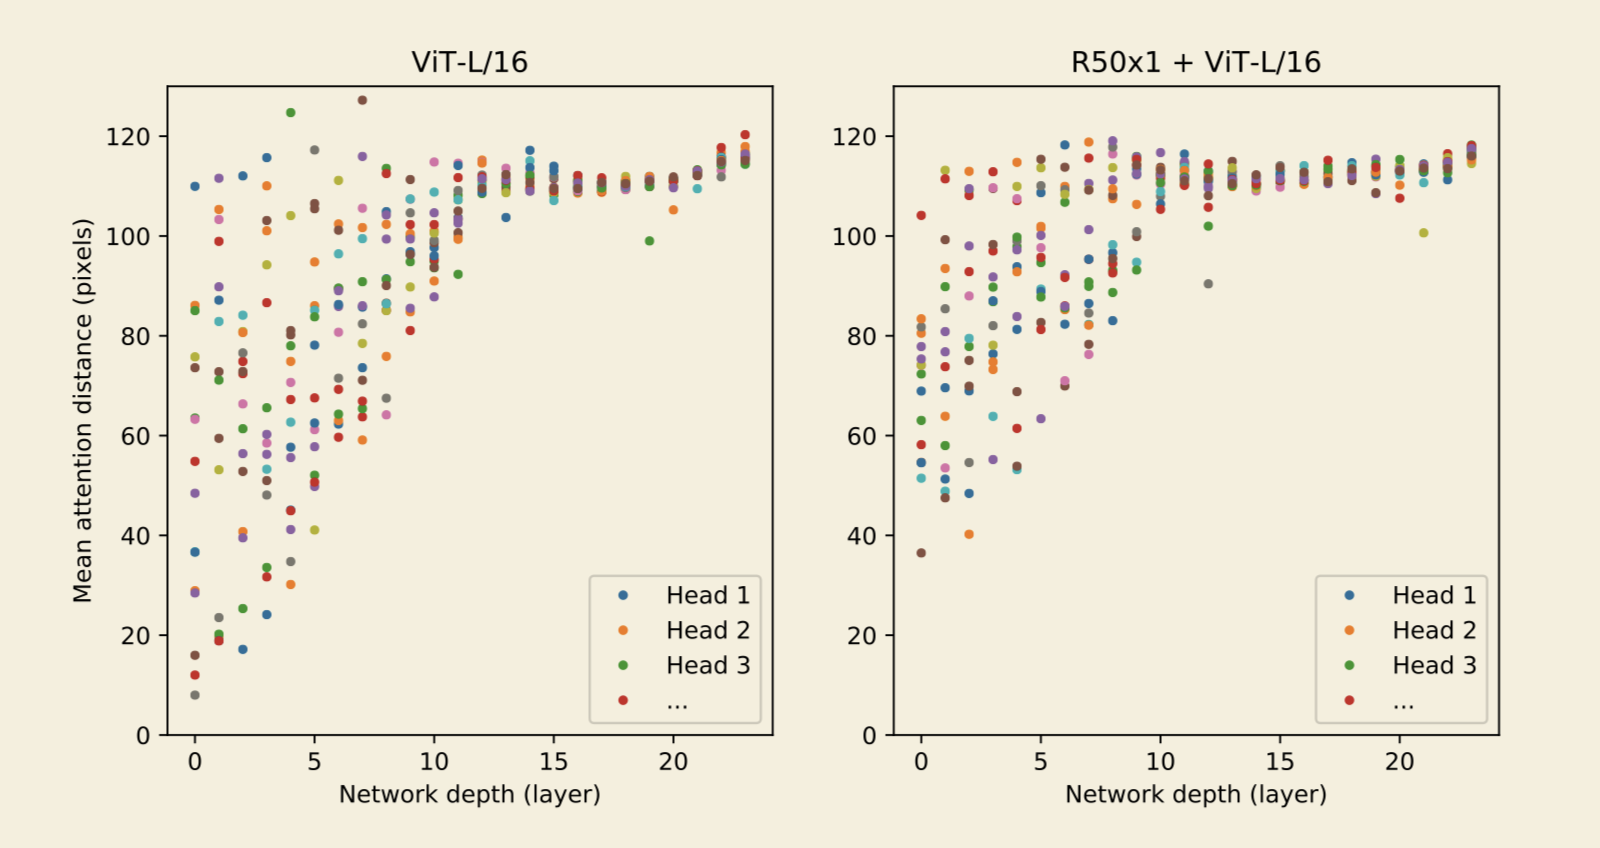 ViT-L/16
Mean attention distance (pixels)
120
100
80
60
40
20
0
0 5 10 15 20
Network depth (layer)
Head 1
Head 2
Head 3
...
R50x1 + ViT-L/16
120
100
80
60
40
20
0
0 5 10 15 20
Network depth (layer)
Head 1
Head 2
Head 3
...